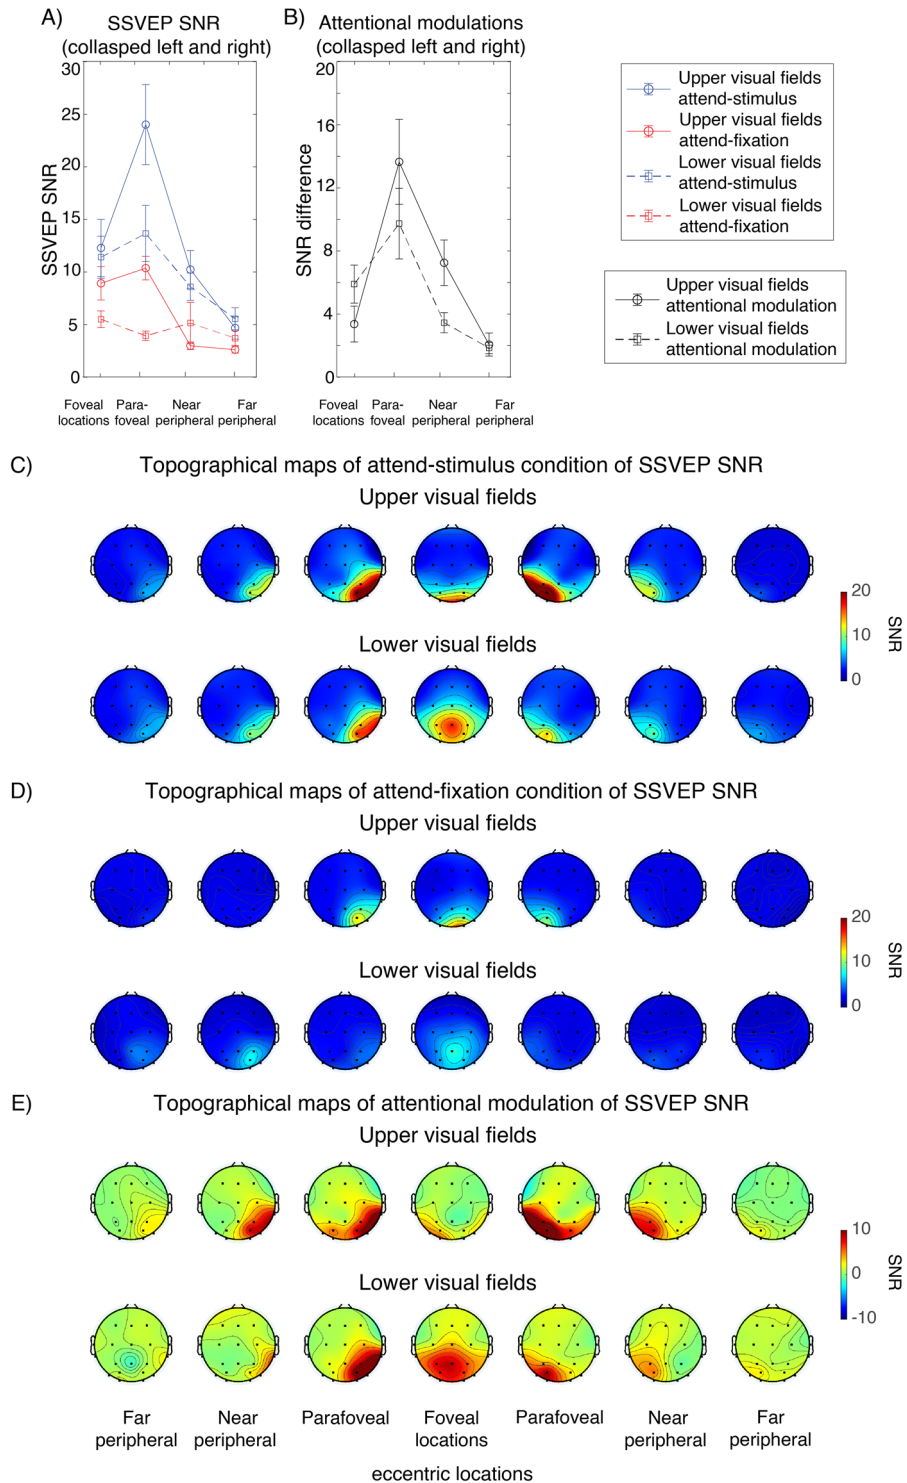 A)
SSVEP SNR
(collasped left and right)
B)
Attentional modulations
(collasped left and right)
30
25
20
15
10
5
0
SSVEP SNR
Foveal
locations
Para-
foveal
Near
peripheral
Far
peripheral
20
16
12
8
4
0
SNR difference
Foveal
locations
Para-
foveal
Near
peripheral
Far
peripheral
Upper visual fields
attend-stimulus
Upper visual fields
attend-fixation
Lower visual fields
attend-stimulus
Lower visual fields
attend-fixation
Upper visual fields
attentional modulation
Lower visual fields
attentional modulation
C)
Topographical maps of attend-stimulus condition of SSVEP SNR
Upper visual fields
Lower visual fields
20
10
0
SNR
D)
Topographical maps of attend-fixation condition of SSVEP SNR
Upper visual fields
Lower visual fields
20
10
0
SNR
E)
Topographical maps of attentional modulation of SSVEP SNR
Upper visual fields
Lower visual fields
10
0
-10
SNR
Far
peripheral
Near
peripheral
Parafoveal
Foveal
locations
Parafoveal
Near
peripheral
Far
peripheral
eccentric locations